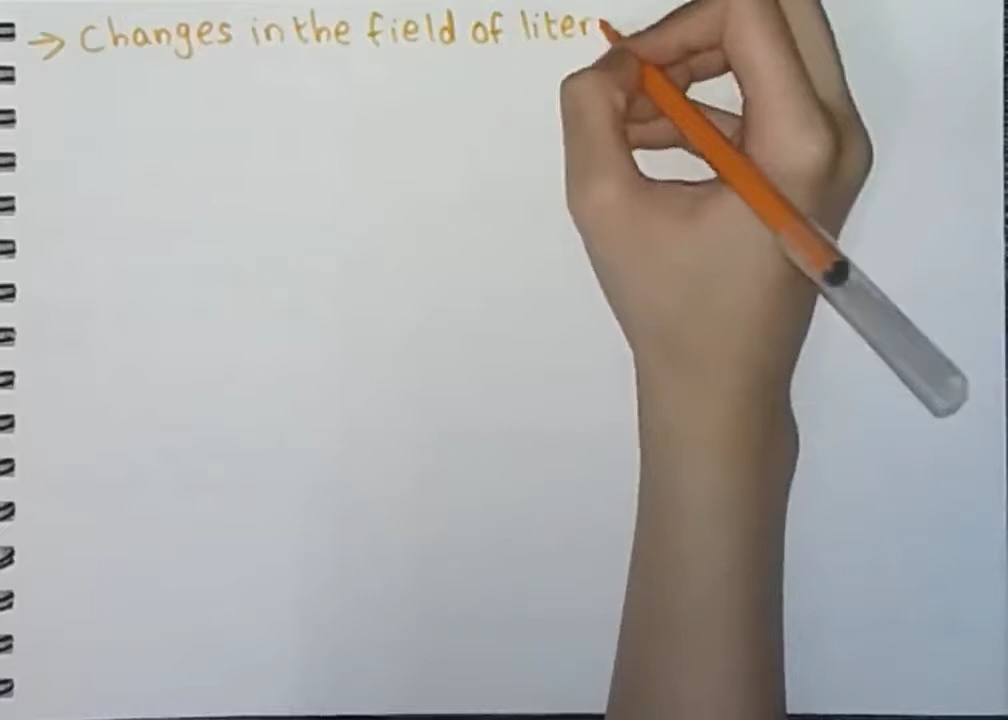 → Changes in the field of liter